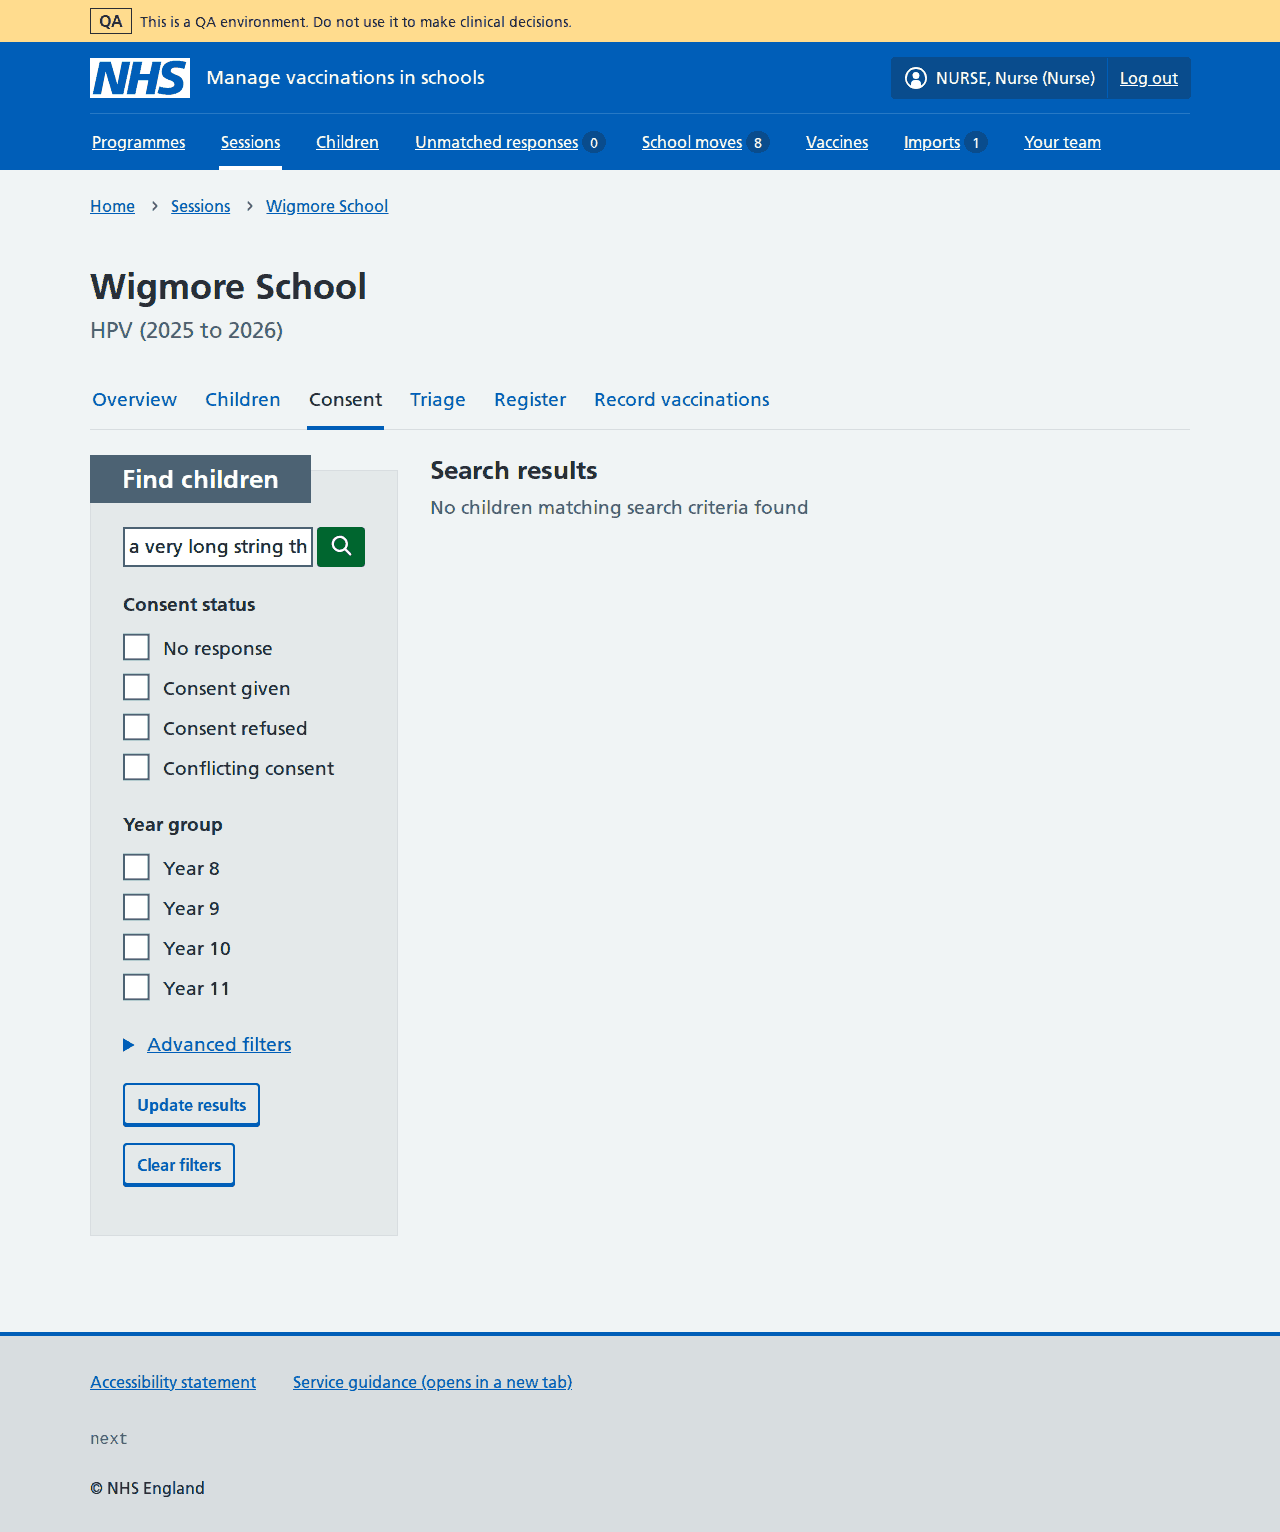 QA This is a QA environment. Do not use it to make clinical decisions.
NHS Manage vaccinations in schools NURSE, Nurse (Nurse) Log out
Programmes Sessions Children Unmatched responses 0 School moves 8 Vaccines Imports 1 Your team
Home Sessions Wigmore School
Wigmore School
HPV (2025 to 2026)
Overview Children Consent Triage Register Record vaccinations
Find children
a very long string th
Consent status
No response
Consent given
Consent refused
Conflicting consent
Year group
Year 8
Year 9
Year 10
Year 11
Advanced filters
Update results
Clear filters
Search results
No children matching search criteria found
Accessibility statement Service guidance (opens in a new tab)
next
© NHS England